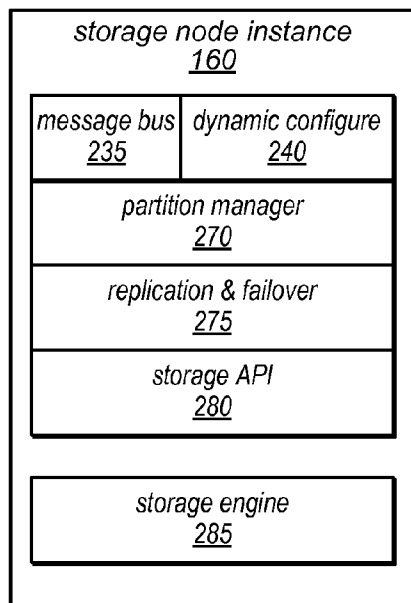 storage node instance
160
message bus
235
dynamic configure
240
partition manager
270
replication & failover
275
storage API
280
storage engine
285